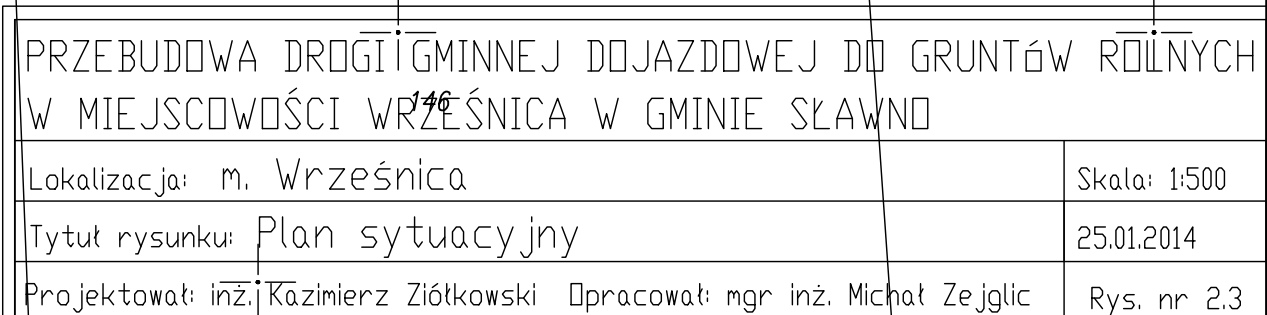 PRZEBUDOWA DROGI GMINNEJ DOJAZDOWEJ DO GRUNTóW ROLNYCH
146
W MIEJSCOWOŚCI WRZEŚNICA W GMINIE SŁAWNO
Lokalizacja: m. Wrześnica
Skala: 1:500
Tytuł rysunku: Plan sytuacyjny
25.01.2014
Projektował: inż. Kazimierz Ziółkowski Opracował: mgr inż. Michał Zejglic
Rys. nr 2.3